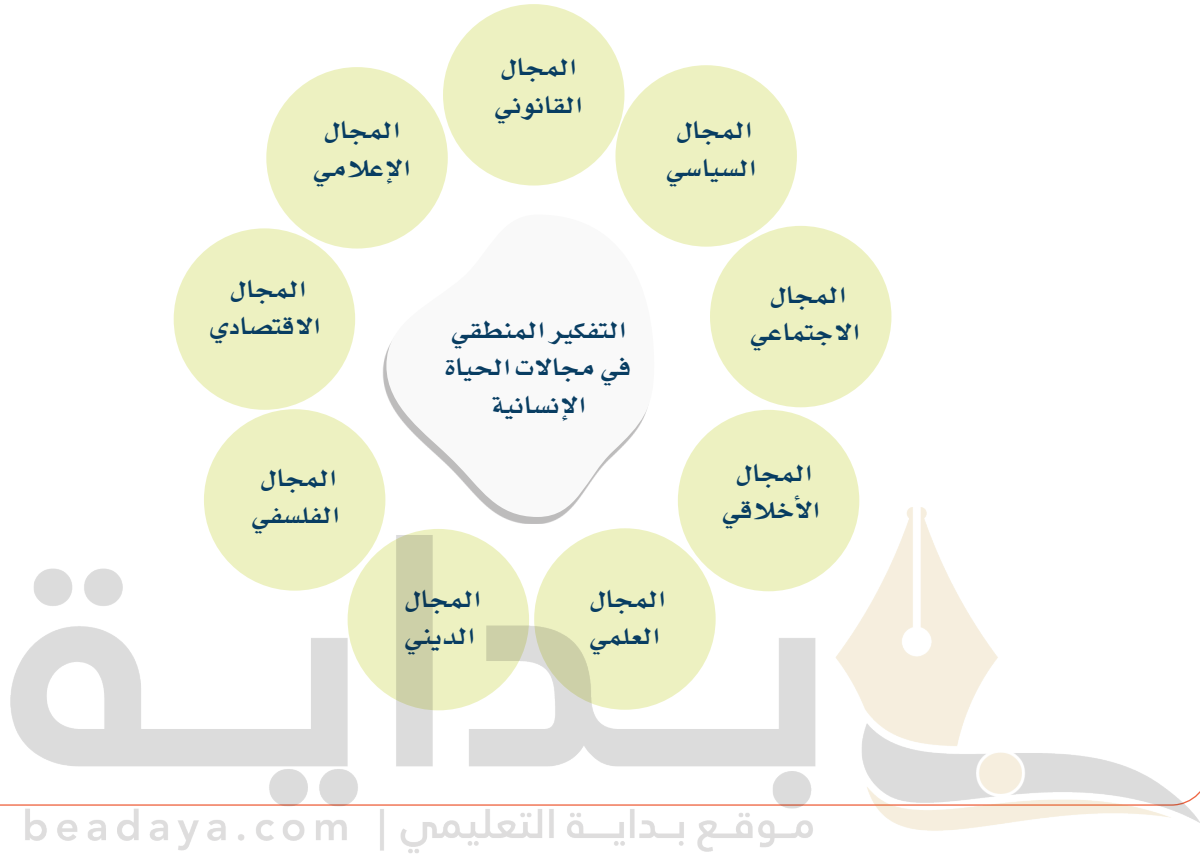 المجال
القانوني
المجال
السياسي
المجال
الإعلامي
المجال
الاجتماعي
المجال
الاقتصادي
التفكير المنطقي
في مجالات الحياة
الإنسانية
المجال
الأخلاقي
المجال
الفلسفي
المجال
العلمي
المجال
الديني
بداية
موقع بداية التعليمي | beadaya.com